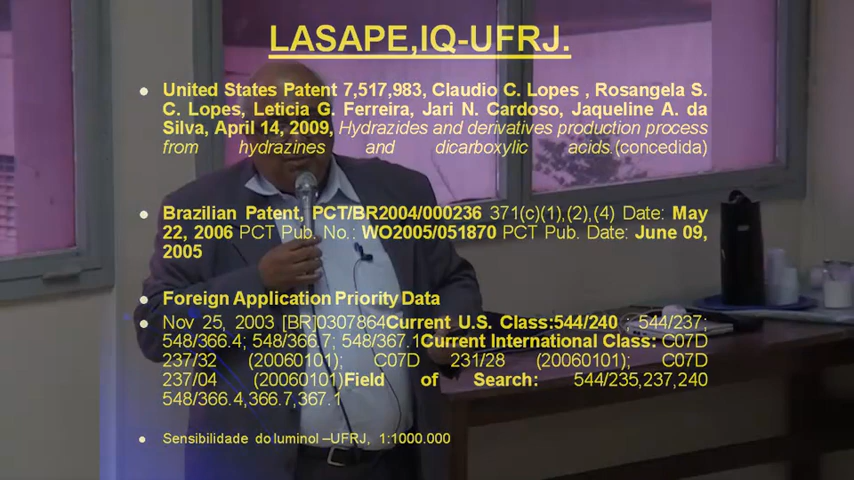 LASAPE,IQ-UFRJ.
● United States Patent 7,517,983, Claudio C. Lopes , Rosangela S.
C. Lopes, Leticia G. Ferreira, Jari N. Cardoso, Jaqueline A. da
Silva, April 14, 2009, Hydrazides and derivatives production process
from hydrazines and dicarboxylic acids.(concedida)
● Brazilian Patent, PCT/BR2004/000236 371(c)(1),(2),(4) Date: May
22, 2006 PCT Pub. No.: WO2005/051870 PCT Pub. Date: June 09,
2005
● Foreign Application Priority Data
● Nov 25, 2003 [BR]0307864Current U.S. Class:544/240 ; 544/237;
548/366.4; 548/366.7; 548/367.1Current International Class: C07D
237/32 (20060101); C07D 231/28 (20060101); C07D
237/04 (20060101)Field of Search: 544/235,237,240
548/366.4,366.7,367.1
● Sensibilidade do luminol –UFRJ, 1:1000.000